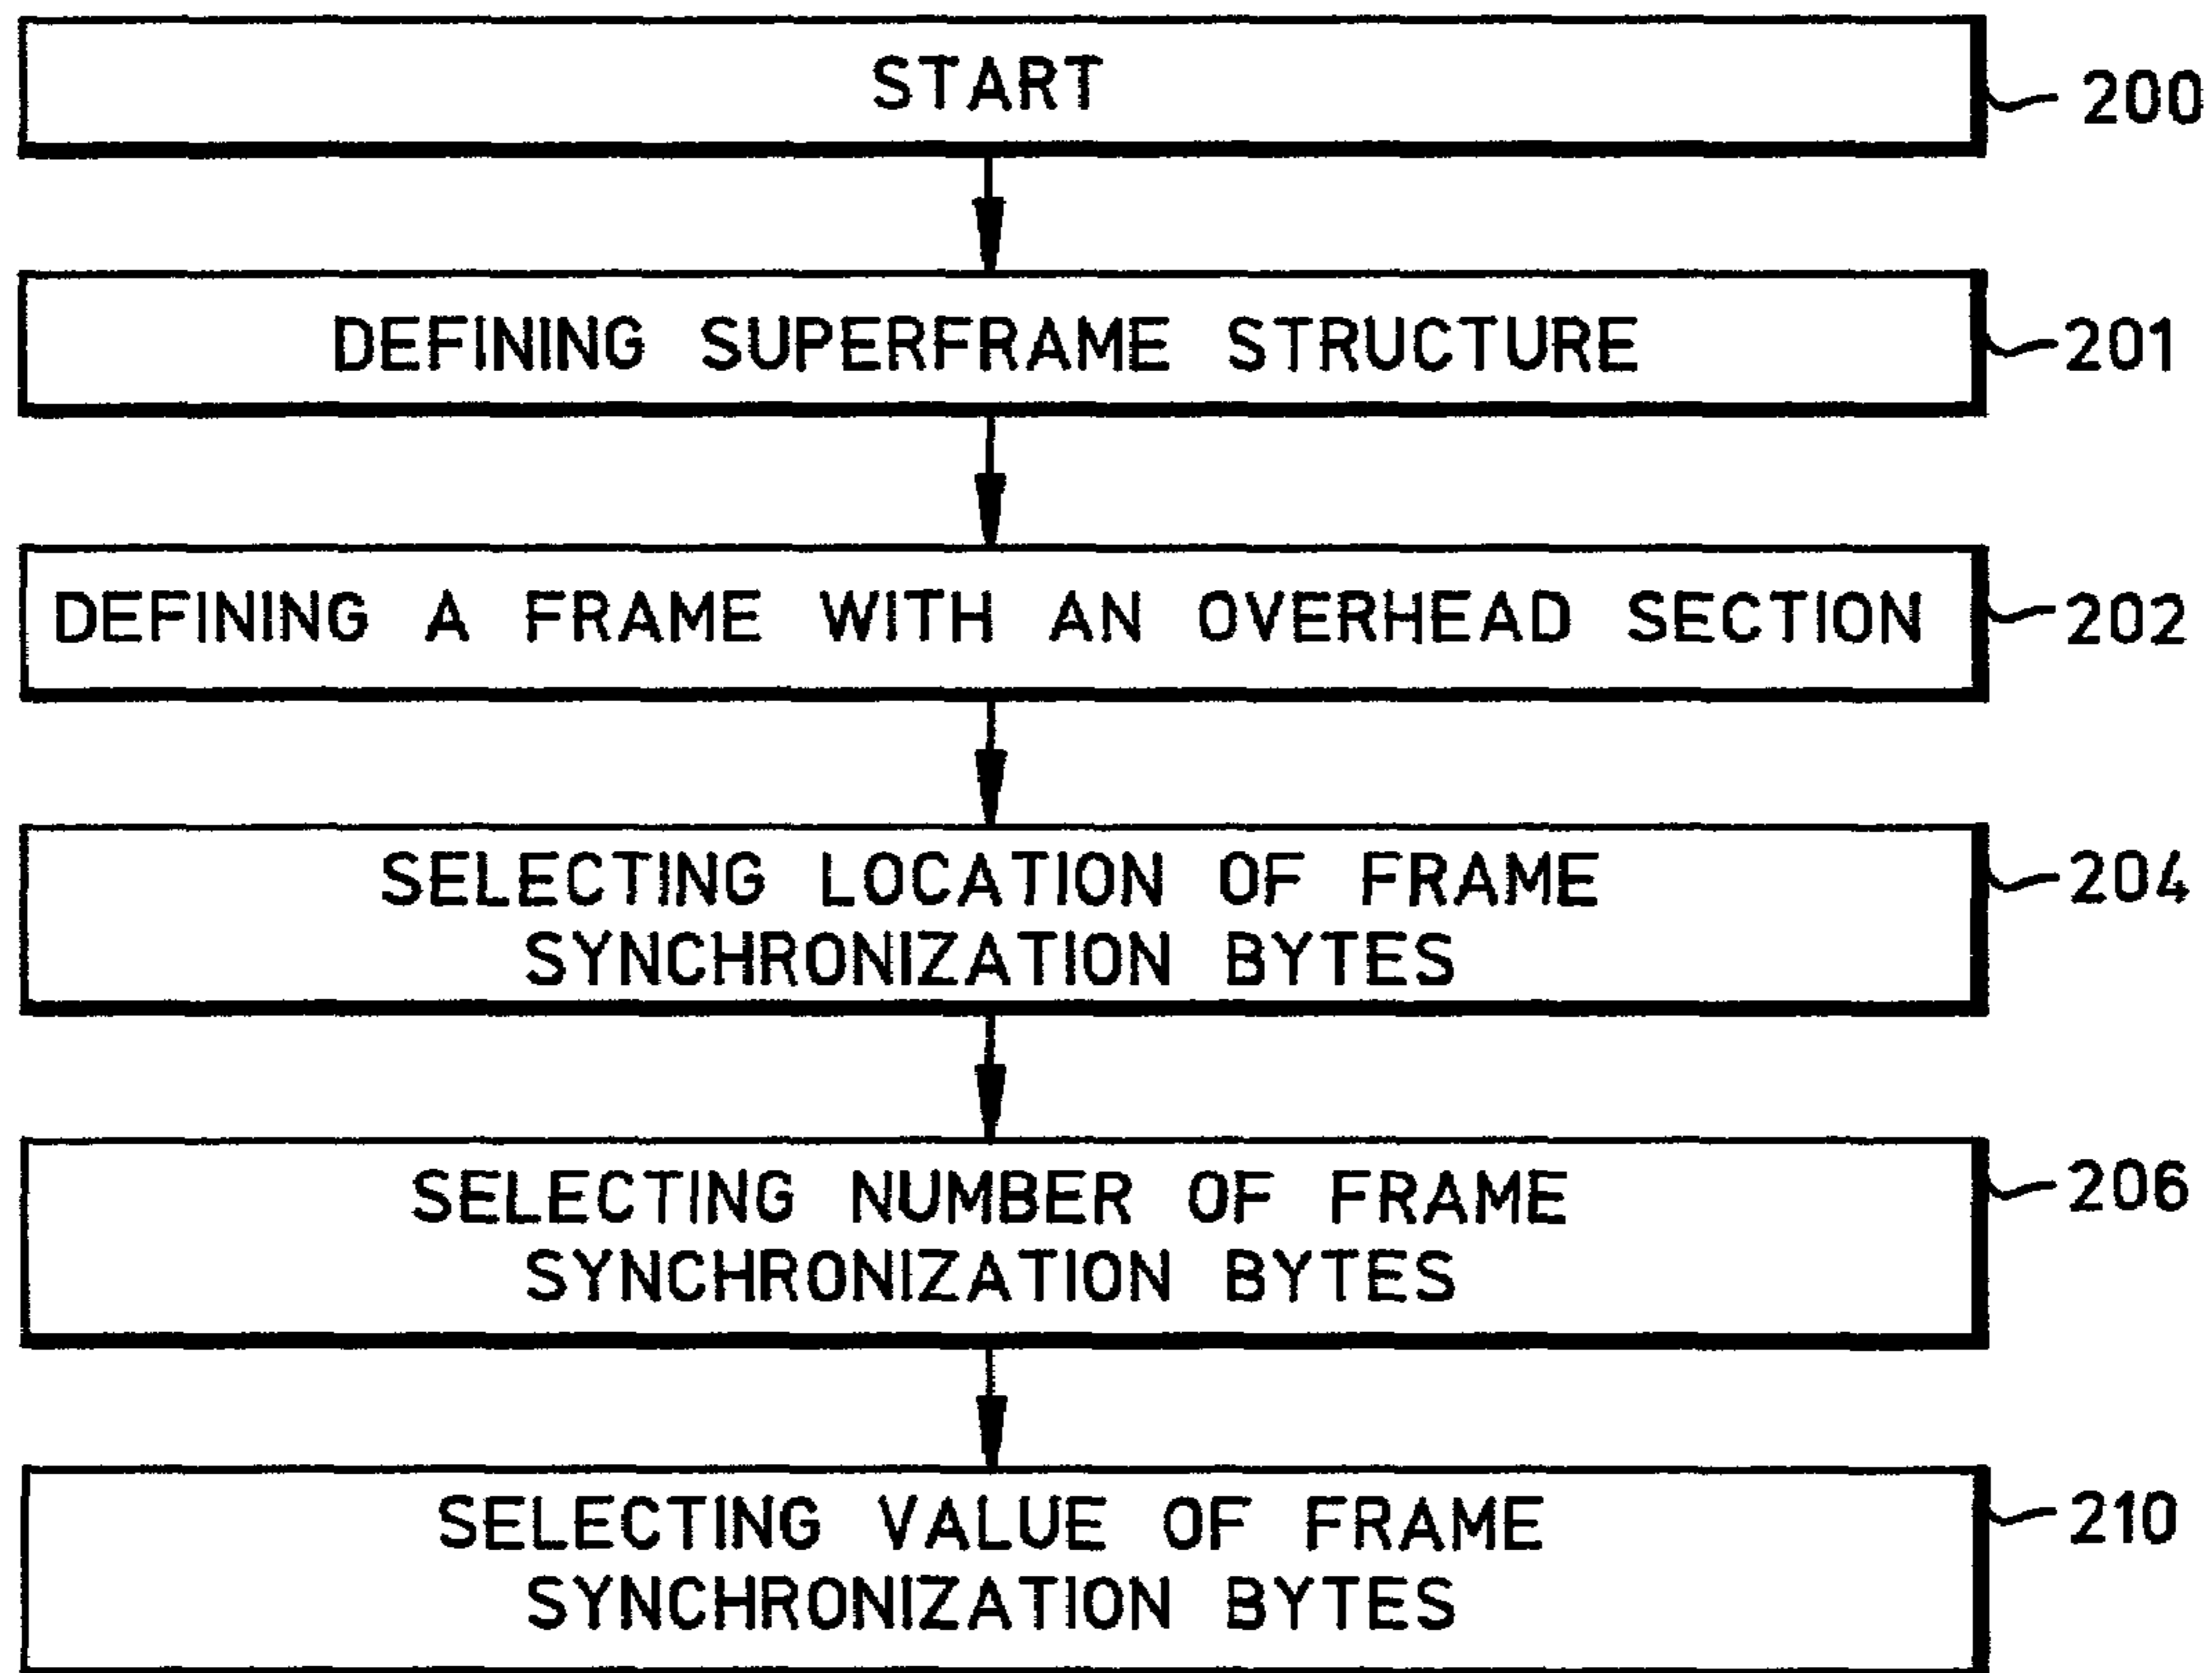 START
200
DEFINING SUPERFRAME STRUCTURE
201
DEFINING A FRAME WITH AN OVERHEAD SECTION
202
SELECTING LOCATION OF FRAME
SYNCHRONIZATION BYTES
204
SELECTING NUMBER OF FRAME
SYNCHRONIZATION BYTES
206
SELECTING VALUE OF FRAME
SYNCHRONIZATION BYTES
210